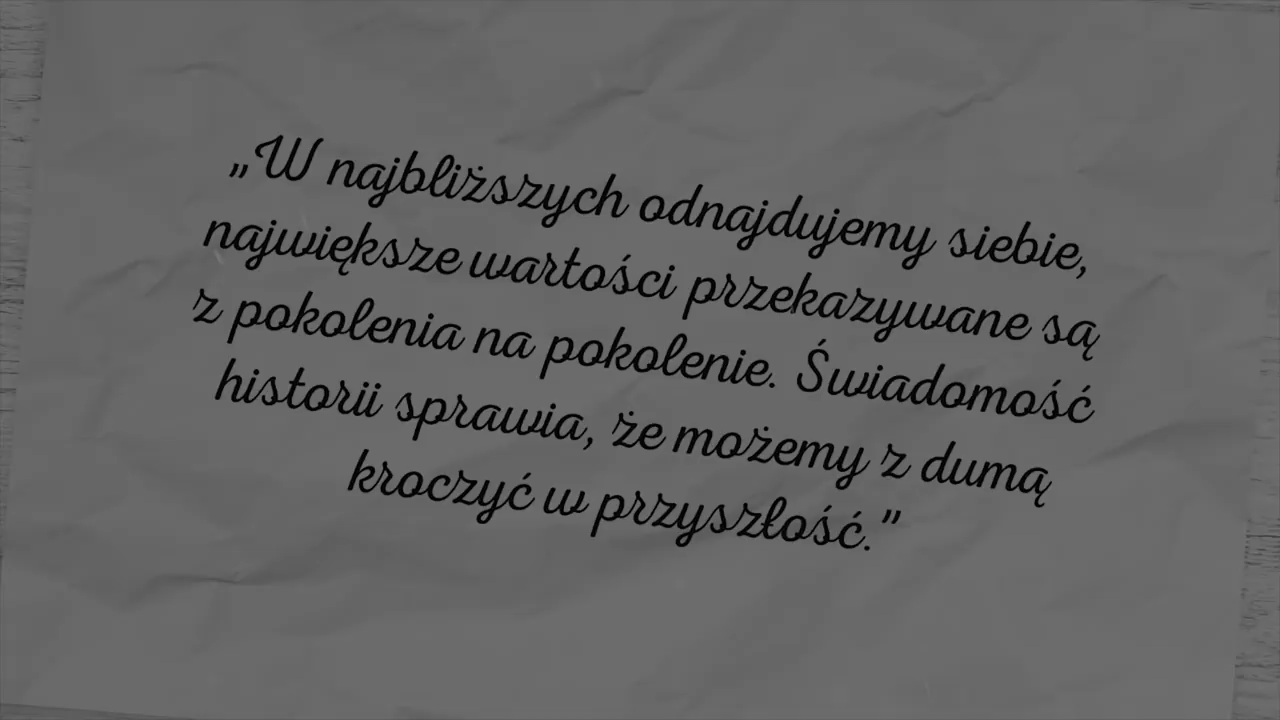 „W najbliższych odnajdujemy siebie,
największe wartości przekazywane są
z pokolenia na pokolenie. Świadomość
historii sprawia, że możemy z dumą
kroczyć w przyszłość.”